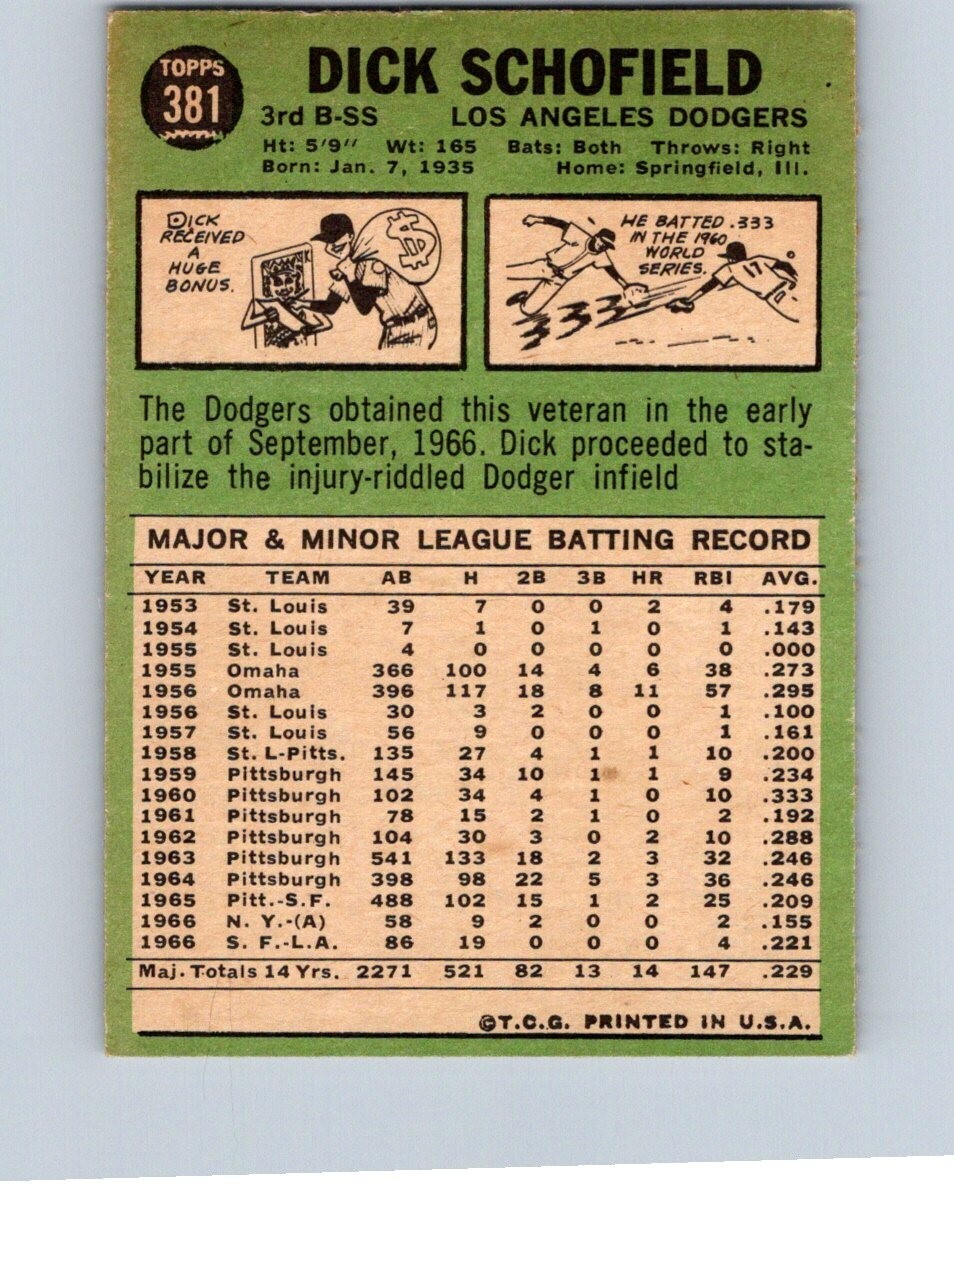 TOPPS
381
DICK SCHOFIELD
3rd B-SS LOS ANGELES DODGERS
Ht: 5'9" Wt: 165 Bats: Both Throws: Right
Born: Jan. 7, 1935 Home: Springfield, Ill.
DICK
RECEIVED
A
HUGE
BONUS.
$
HE BATTED .333
IN THE 1960
WORLD
SERIES.
17
333
The Dodgers obtained this veteran in the early
part of September, 1966. Dick proceeded to sta-
bilize the injury-riddled Dodger infield
MAJOR & MINOR LEAGUE BATTING RECORD
YEAR TEAM AB H 2B 3B HR RBI AVG.
1953 St. Louis 39 7 0 0 2 4 .179
1954 St. Louis 7 1 0 1 0 1 .143
1955 St. Louis 4 0 0 0 0 0 .000
1955 Omaha 366 100 14 4 6 38 .273
1956 Omaha 396 117 18 8 11 57 .295
1956 St. Louis 30 3 2 0 0 1 .100
1957 St. Louis 56 9 0 0 0 1 .161
1958 St. L-Pitts. 135 27 4 1 1 10 .200
1959 Pittsburgh 145 34 10 1 1 9 .234
1960 Pittsburgh 102 34 4 1 0 10 .333
1961 Pittsburgh 78 15 2 1 0 2 .192
1962 Pittsburgh 104 30 3 0 2 10 .288
1963 Pittsburgh 541 133 18 2 3 32 .246
1964 Pittsburgh 398 98 22 5 3 36 .246
1965 Pitt.-S.F. 488 102 15 1 2 25 .209
1966 N. Y.-(A) 58 9 2 0 0 2 .155
1966 S. F.-L.A. 86 19 0 0 0 4 .221
Maj. Totals 14 Yrs. 2271 521 82 13 14 147 .229
©T.C.G. PRINTED IN U.S.A.